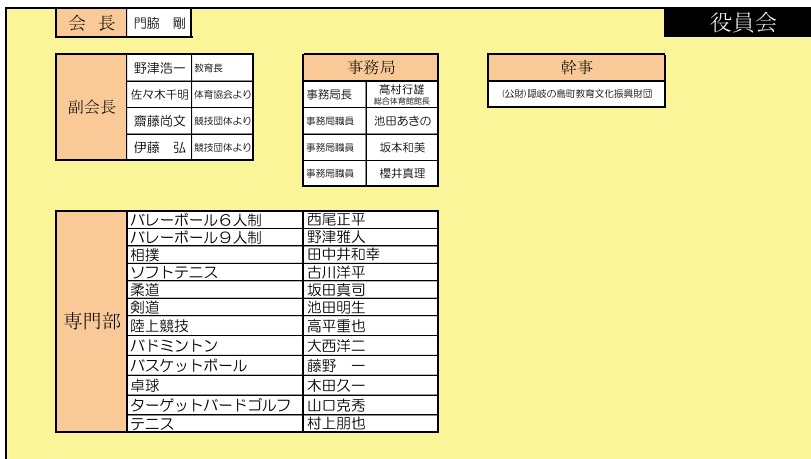 会 長 門脇 剛
役員会
副会長
野津浩一 教育長
佐々木千明 体育協会より
齋藤尚文 競技団体より
伊藤 弘 競技団体より
事務局
事務局長 髙村行雄
総合体育館館長
事務局職員 池田あきの
事務局職員 坂本和美
事務局職員 櫻井真理
幹事
(公財)隠岐の島町教育文化振興財団
専門部
バレーボール6人制 西尾正平
バレーボール9人制 野津雅人
相撲 田中井和幸
ソフトテニス 古川洋平
柔道 坂田真司
剣道 池田明生
陸上競技 高平重也
バドミントン 大西洋二
バスケットボール 藤野 一
卓球 木田久一
ターゲットバードゴルフ 山口克秀
テニス 村上朋也